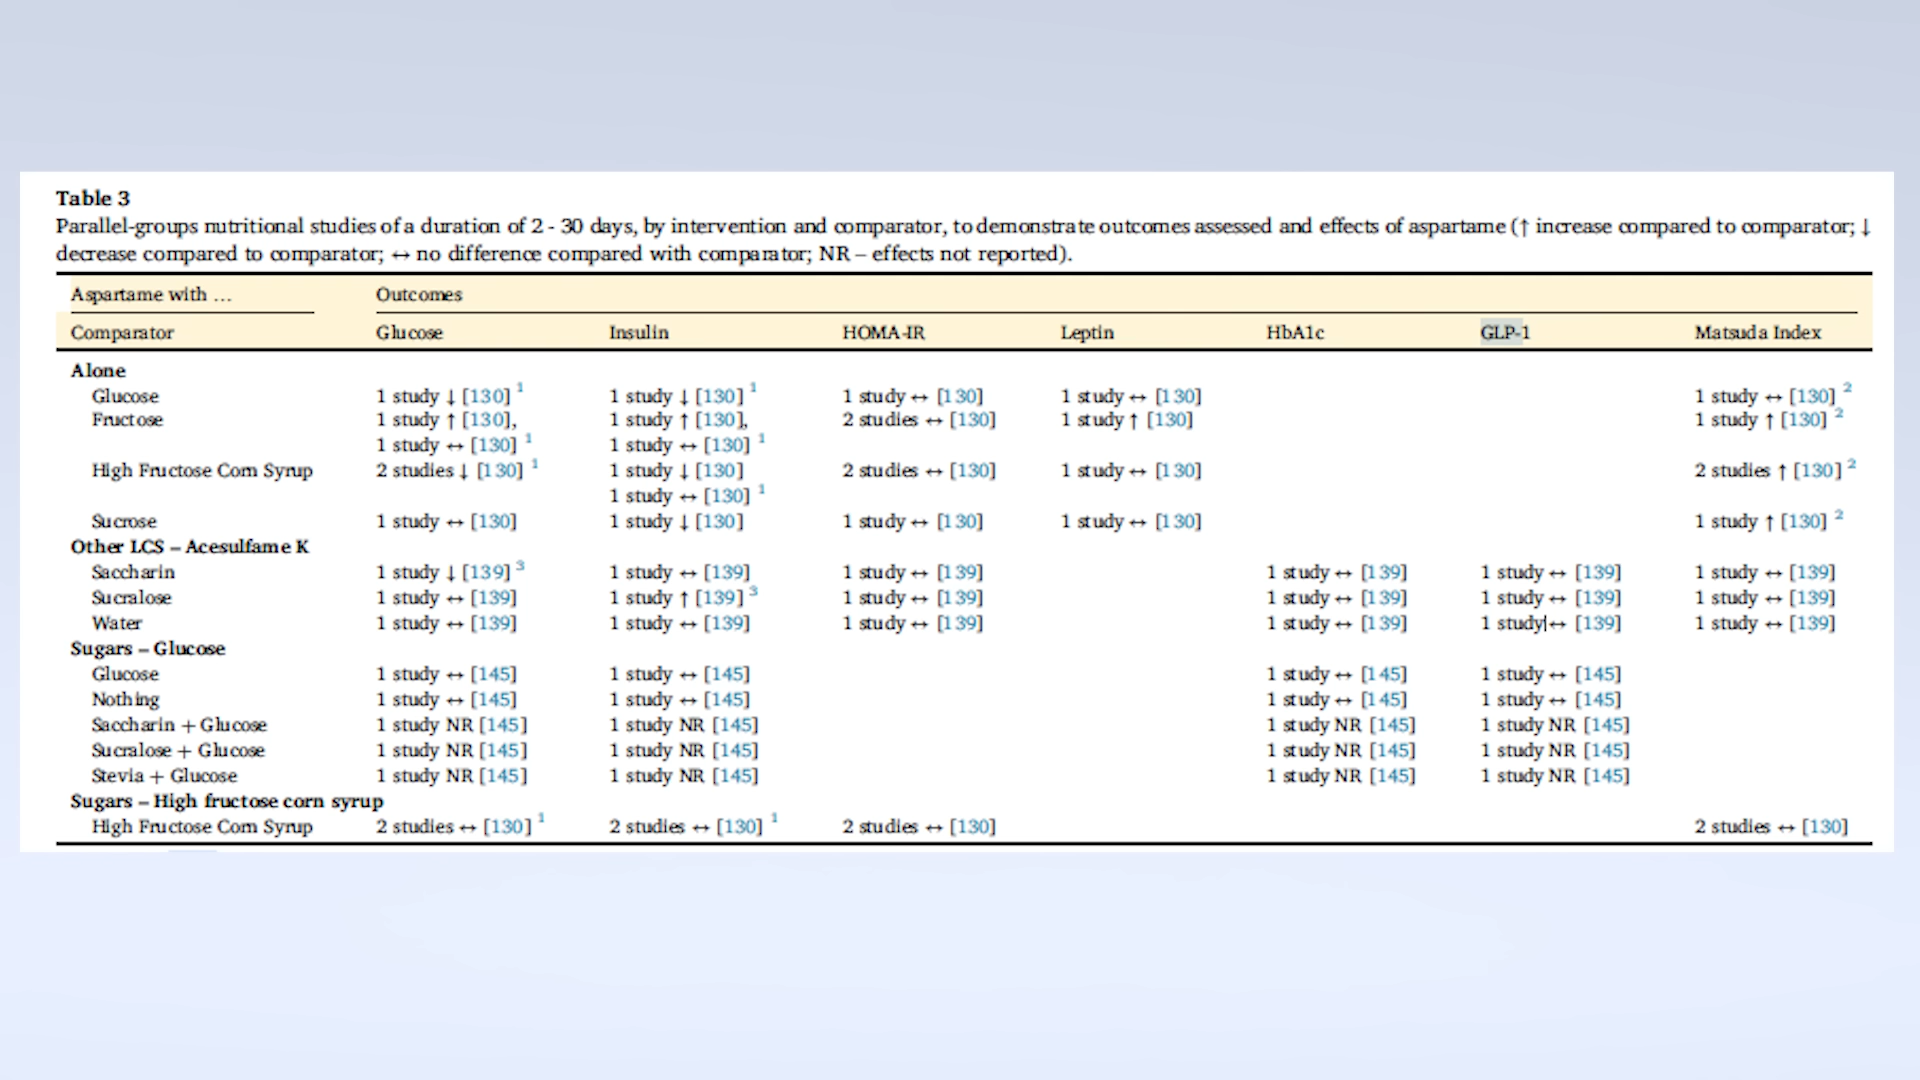 Table 3
Parallel-groups nutritional studies of a duration of 2 - 30 days, by intervention and comparator, to demonstrate outcomes assessed and effects of aspartame (↑ increase compared to comparator; ↓
decrease compared to comparator; ↔ no difference compared with comparator; NR – effects not reported).
Aspartame with … Outcomes
Comparator Glucose Insulin HOMA-IR Leptin HbA1c GLP-1 Matsuda Index
Alone
Glucose 1 study ↓ [130] 1 1 study ↓ [130] 1 1 study ↔ [130] 1 study ↔ [130] 1 study ↔ [130] 2
Fructose 1 study ↑ [130], 1 study ↑ [130], 2 studies ↔ [130] 1 study ↑ [130] 1 study ↑ [130] 2
1 study ↔ [130] 1 1 study ↔ [130] 1
High Fructose Corn Syrup 2 studies ↓ [130] 1 1 study ↓ [130] 2 studies ↔ [130] 1 study ↔ [130] 2 studies ↑ [130] 2
1 study ↔ [130] 1
Sucrose 1 study ↔ [130] 1 study ↓ [130] 1 study ↔ [130] 1 study ↔ [130] 1 study ↑ [130] 2
Other LCS – Acesulfame K
Saccharin 1 study ↓ [139] 3 1 study ↔ [139] 1 study ↔ [139] 1 study ↔ [139] 1 study ↔ [139] 1 study ↔ [139]
Sucralose 1 study ↔ [139] 1 study ↑ [139] 3 1 study ↔ [139] 1 study ↔ [139] 1 study ↔ [139] 1 study ↔ [139]
Water 1 study ↔ [139] 1 study ↔ [139] 1 study ↔ [139] 1 study ↔ [139] 1 study ↔ [139] 1 study ↔ [139]
Sugars – Glucose
Glucose 1 study ↔ [145] 1 study ↔ [145] 1 study ↔ [145] 1 study ↔ [145]
Nothing 1 study ↔ [145] 1 study ↔ [145] 1 study ↔ [145] 1 study ↔ [145]
Saccharin + Glucose 1 study NR [145] 1 study NR [145] 1 study NR [145] 1 study NR [145]
Sucralose + Glucose 1 study NR [145] 1 study NR [145] 1 study NR [145] 1 study NR [145]
Stevia + Glucose 1 study NR [145] 1 study NR [145] 1 study NR [145] 1 study NR [145]
Sugars – High fructose corn syrup
High Fructose Corn Syrup 2 studies ↔ [130] 1 2 studies ↔ [130] 1 2 studies ↔ [130] 2 studies ↔ [130]